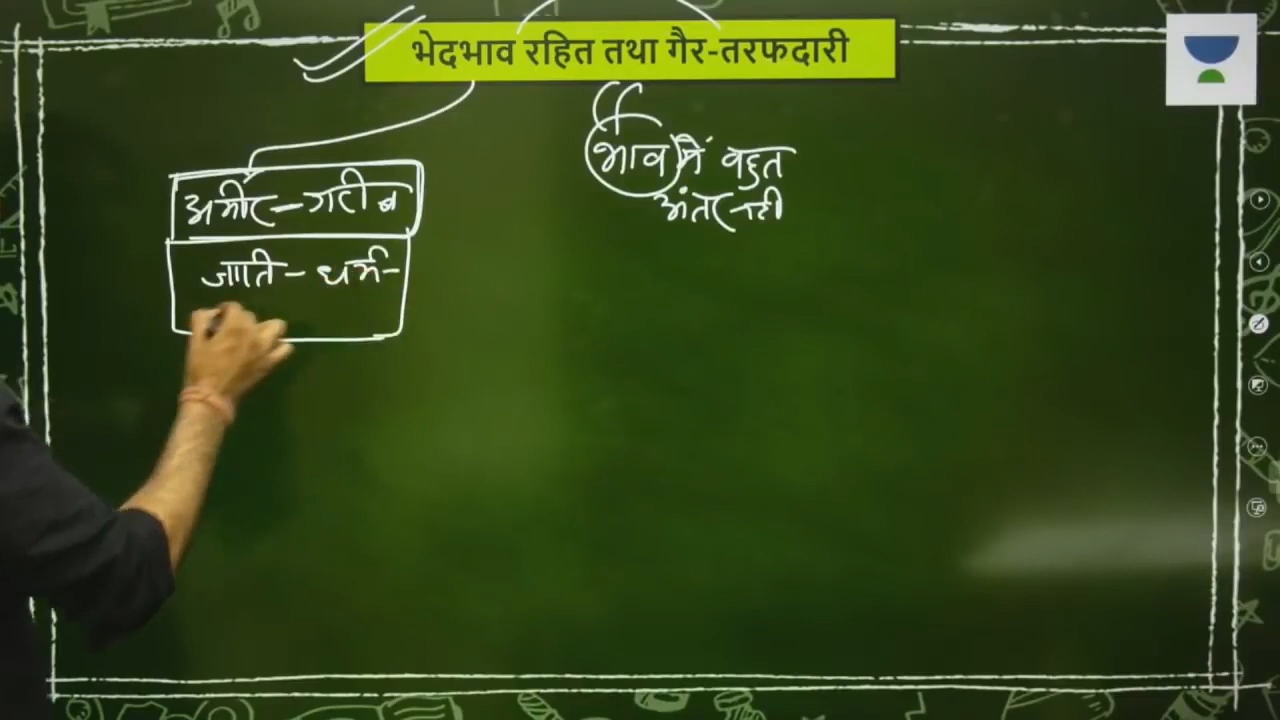 भेदभाव रहित तथा गैर-तरफदारी
भाव में बहुत
अंतर नही
अमीर - गरीब
जाति - धर्म -